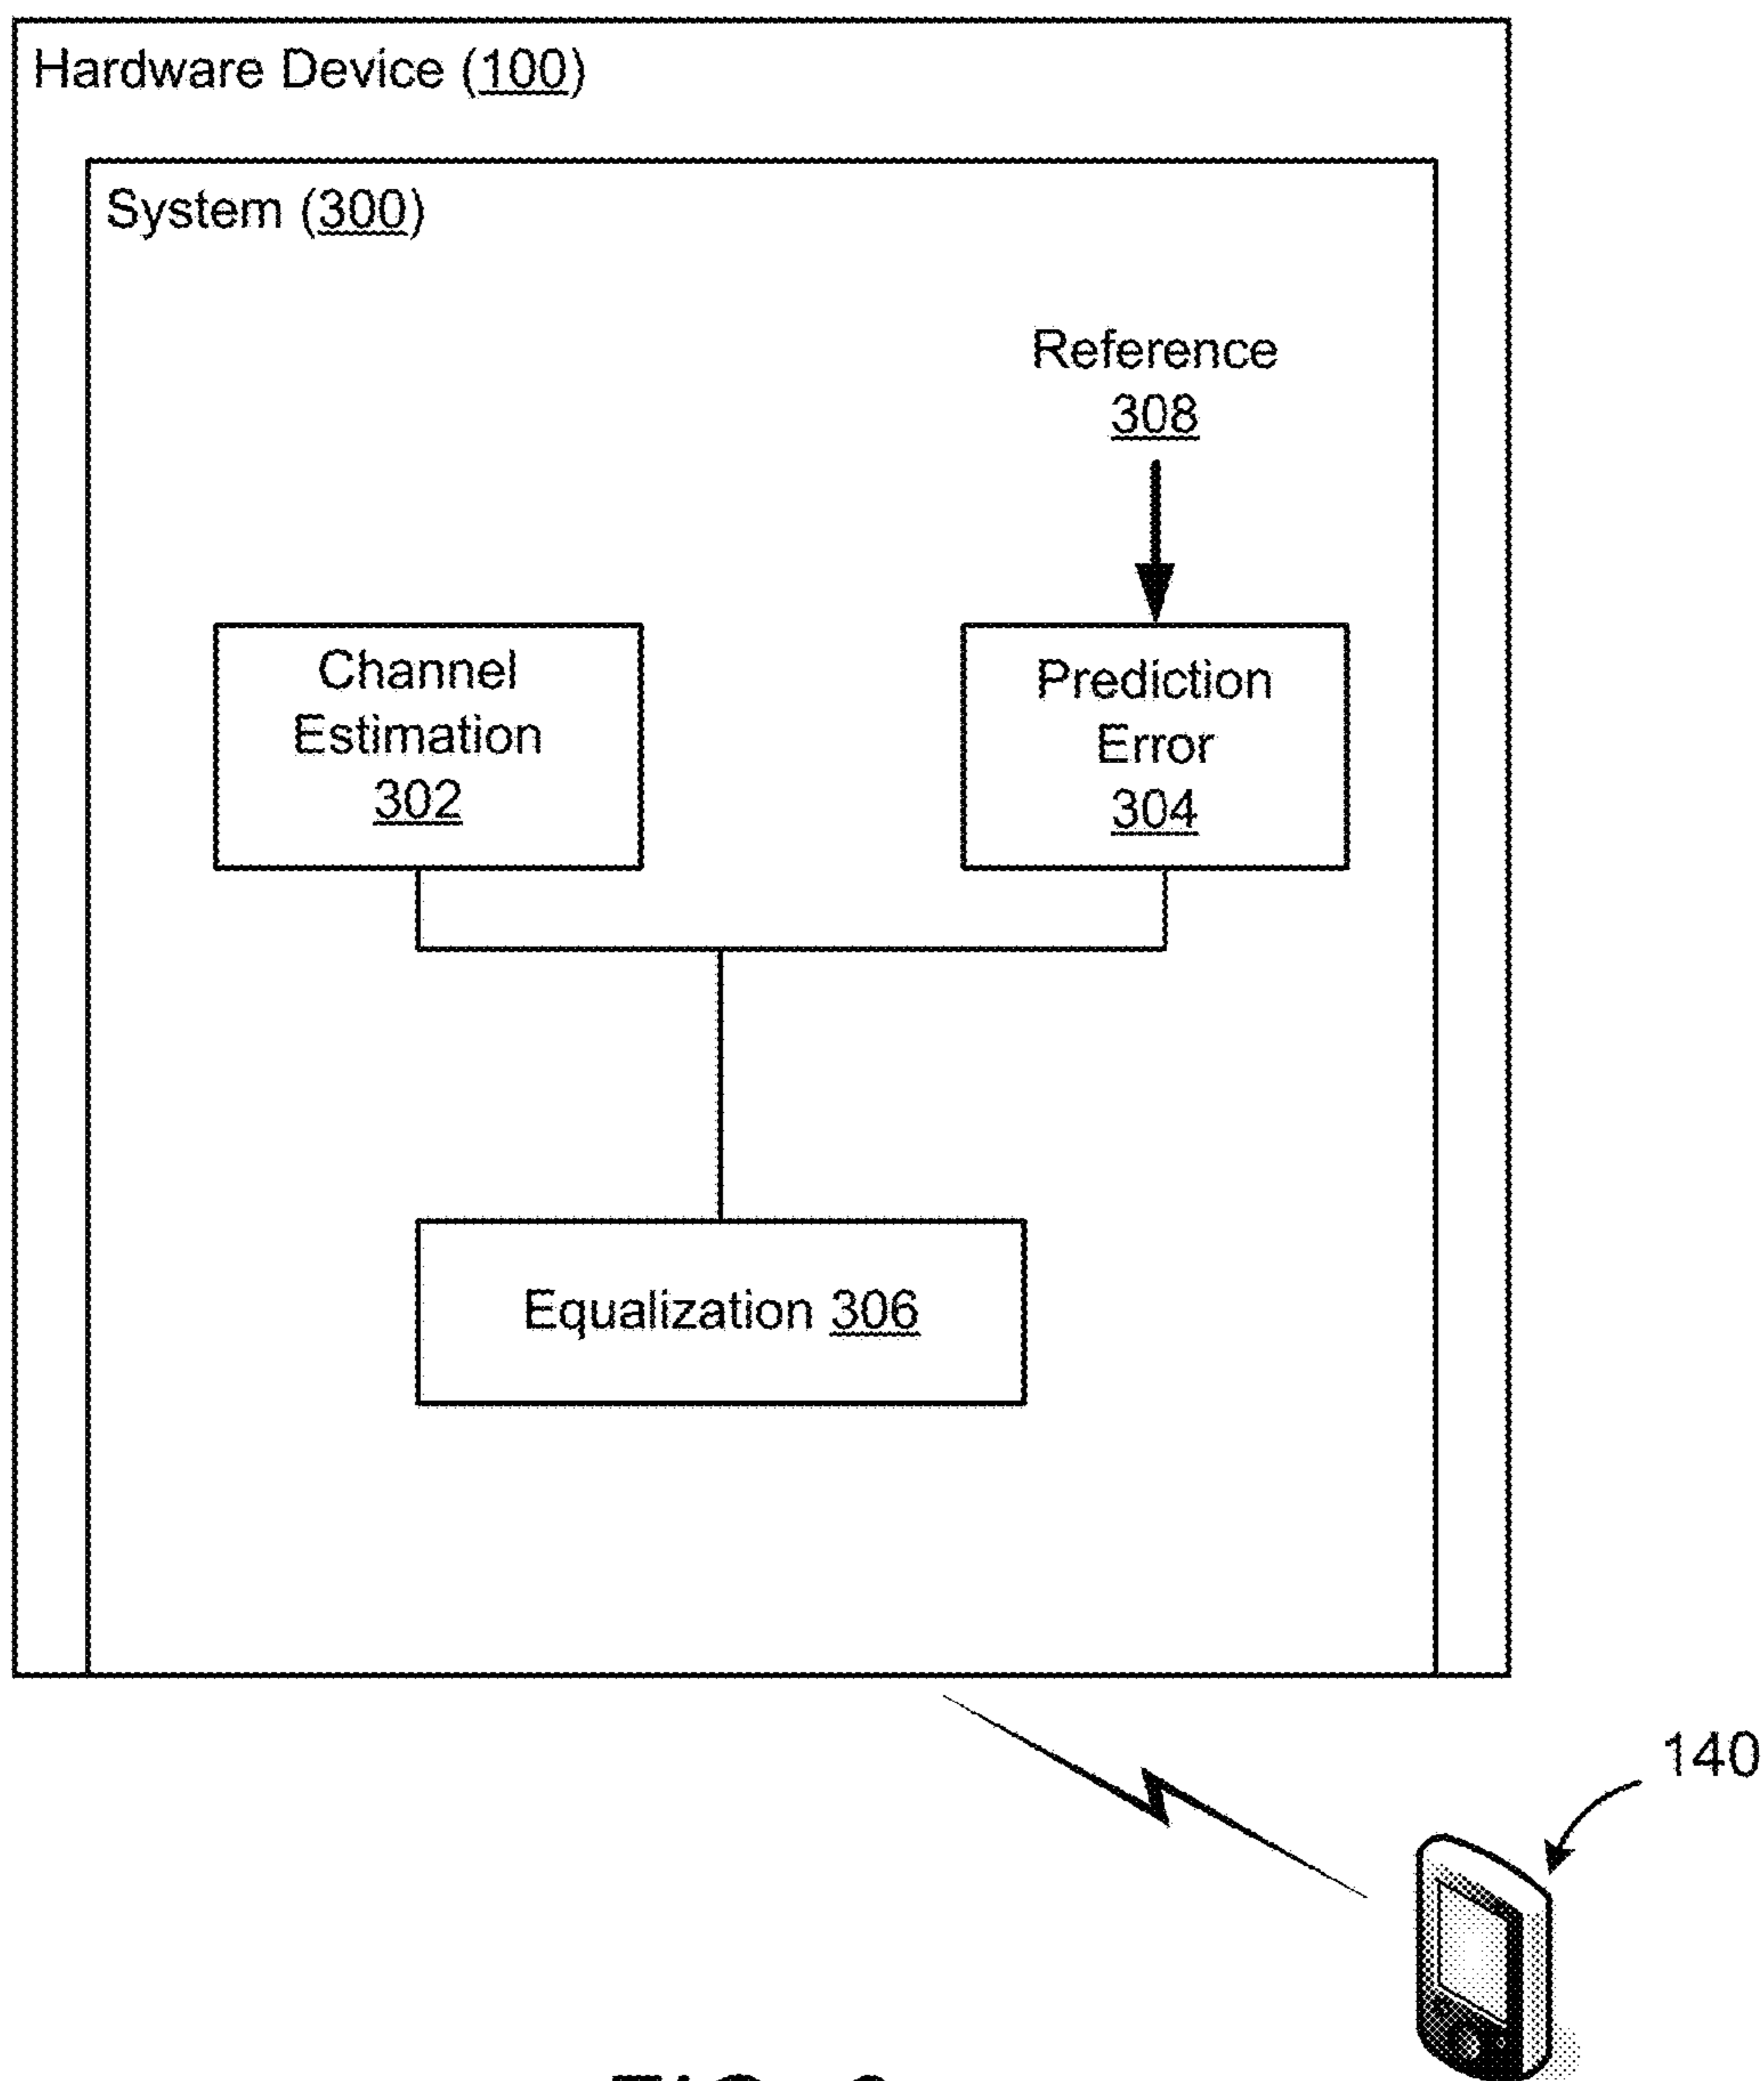 Hardware Device (100)
System (300)
Reference
308
Channel
Estimation
302
Prediction
Error
304
Equalization 306
140